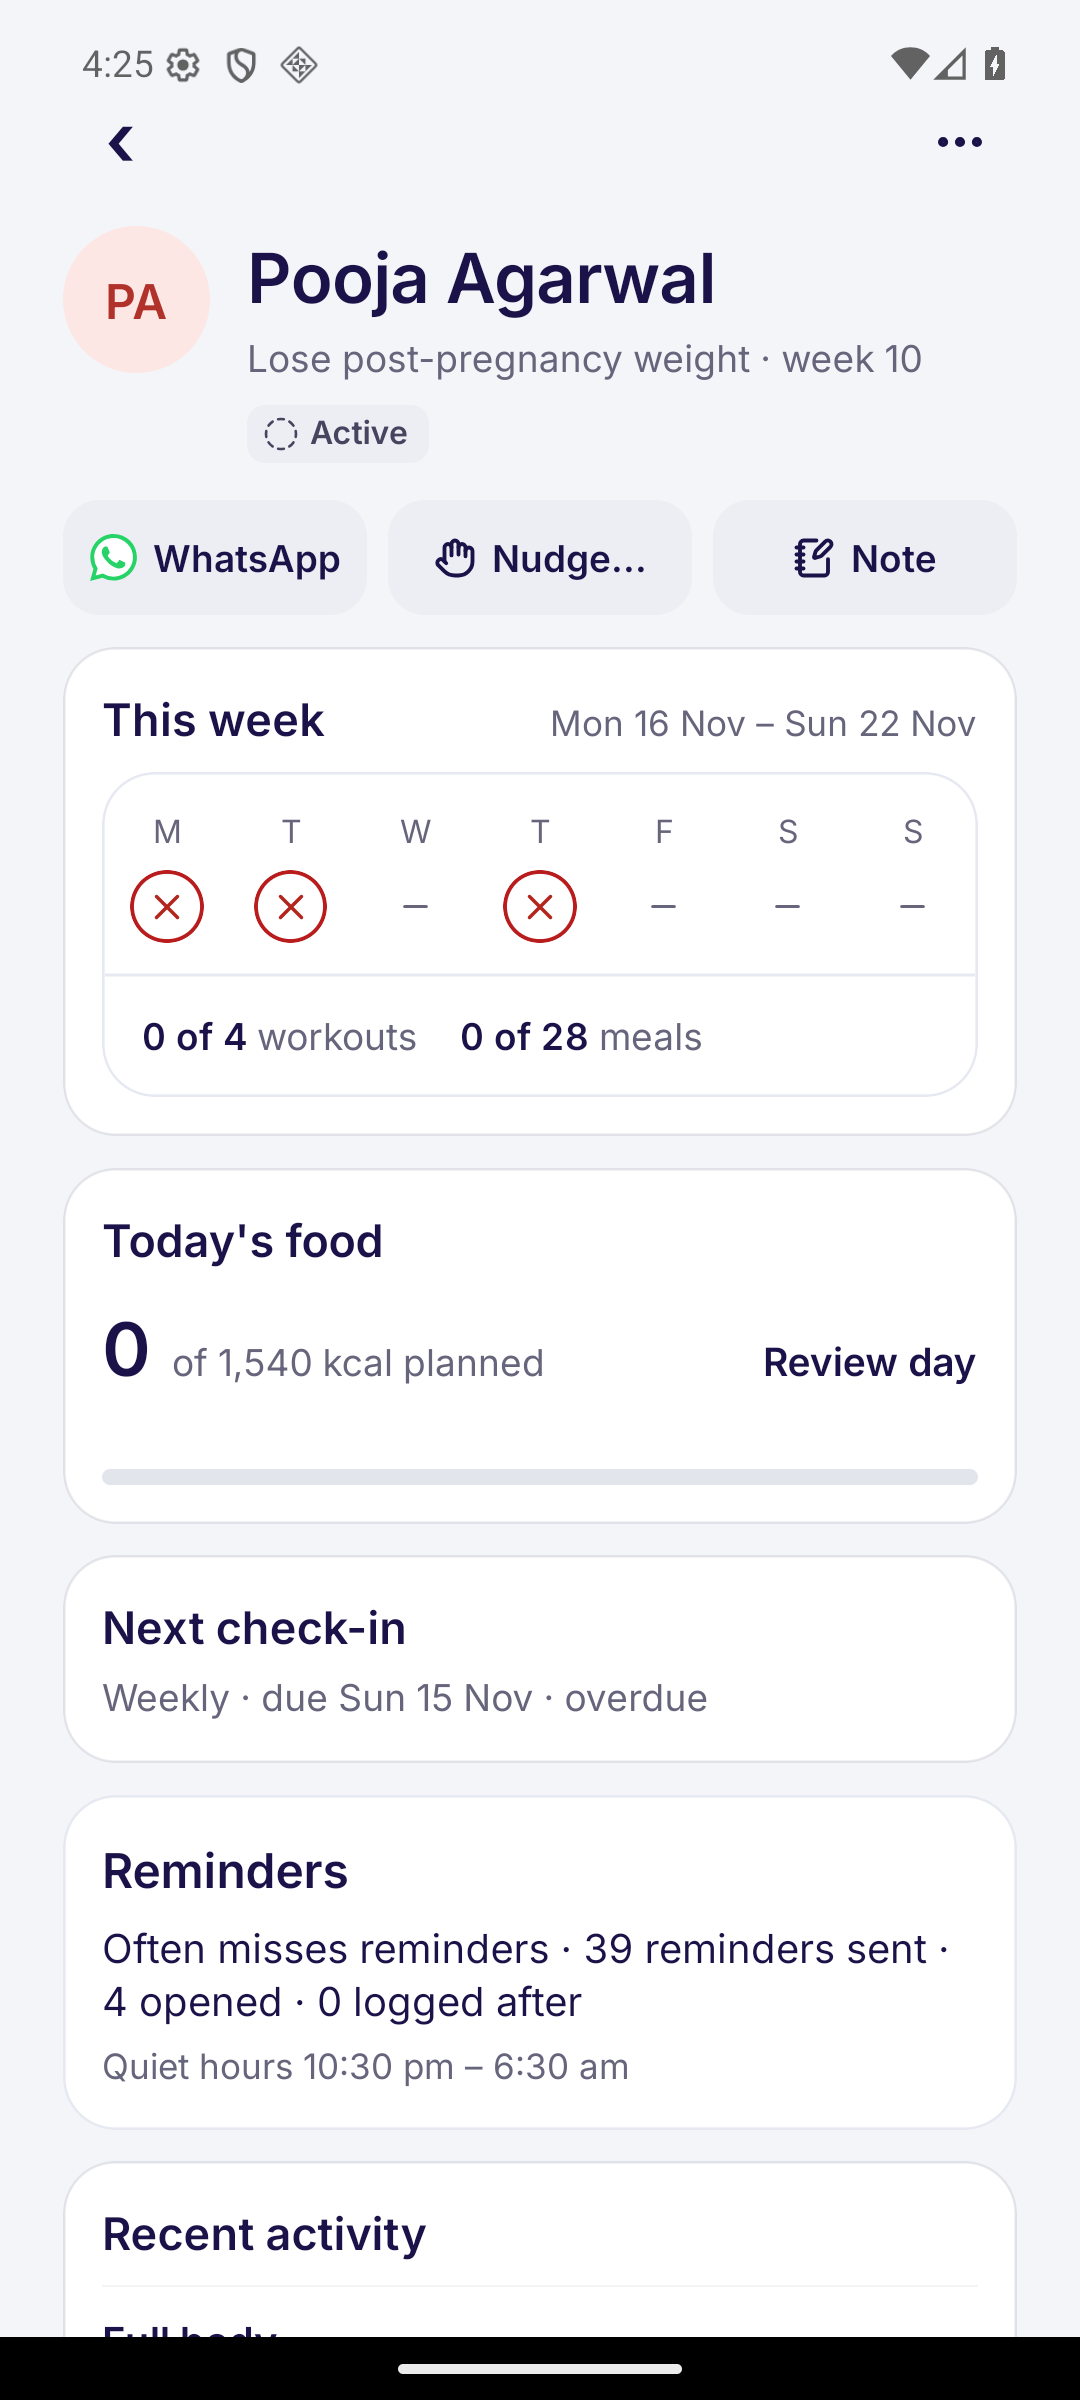 4:25
PA
Pooja Agarwal
Lose post-pregnancy weight · week 10
Active
WhatsApp
Nudge...
Note
This week
Mon 16 Nov – Sun 22 Nov
M T W T F S S
0 of 4 workouts 0 of 28 meals
Today's food
0 of 1,540 kcal planned
Review day
Next check-in
Weekly · due Sun 15 Nov · overdue
Reminders
Often misses reminders · 39 reminders sent ·
4 opened · 0 logged after
Quiet hours 10:30 pm – 6:30 am
Recent activity
Full body